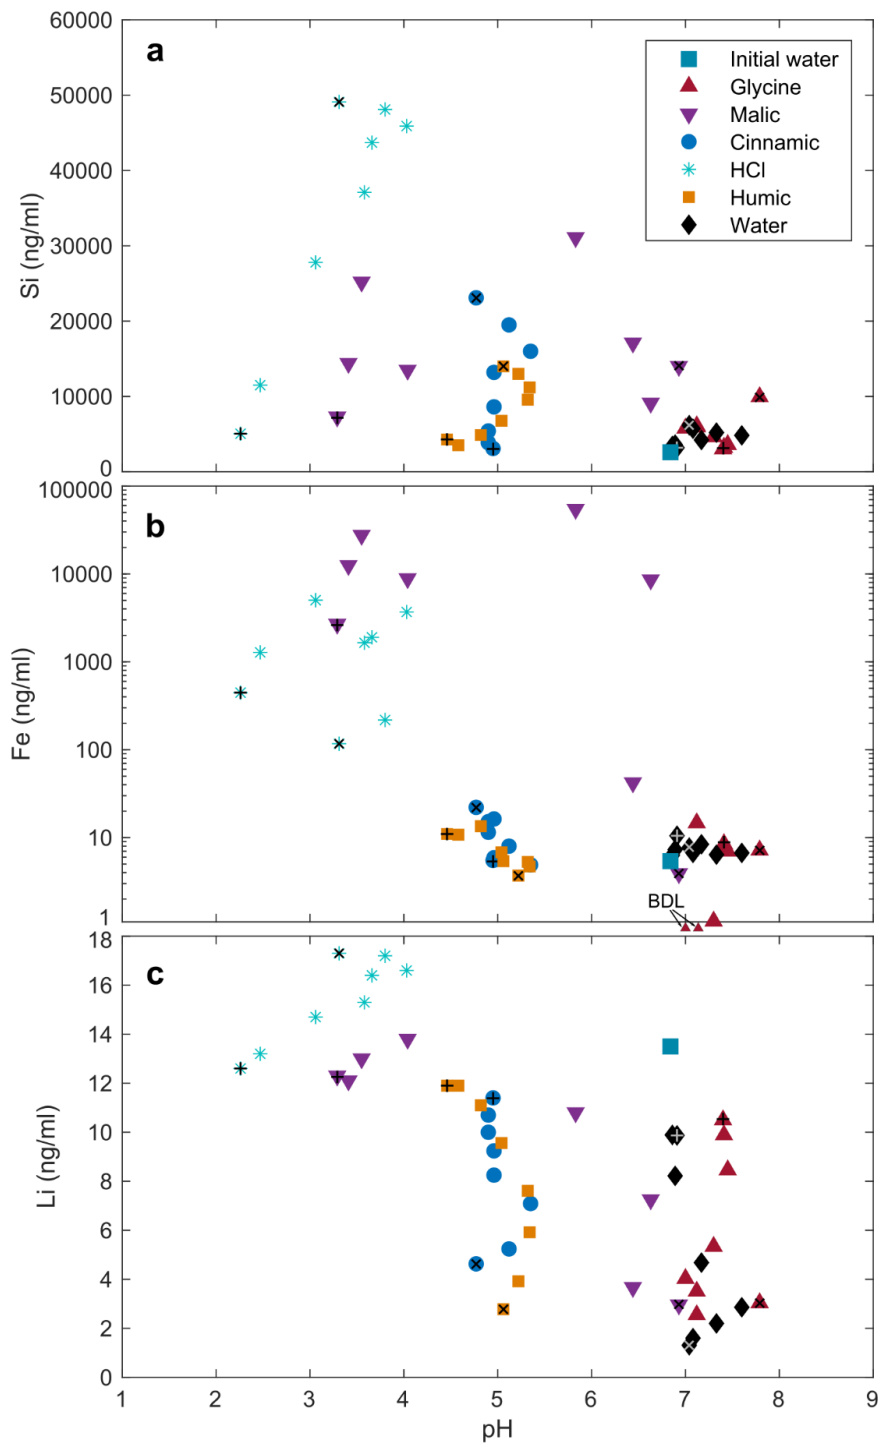 a
60000
50000
40000
30000
20000
10000
0
Si (ng/ml)
Initial water
Glycine
Malic
Cinnamic
HCl
Humic
Water
b
100000
10000
1000
100
10
1
Fe (ng/ml)
BDL
c
18
16
14
12
10
8
6
4
2
0
Li (ng/ml)
1 2 3 4 5 6 7 8 9
pH